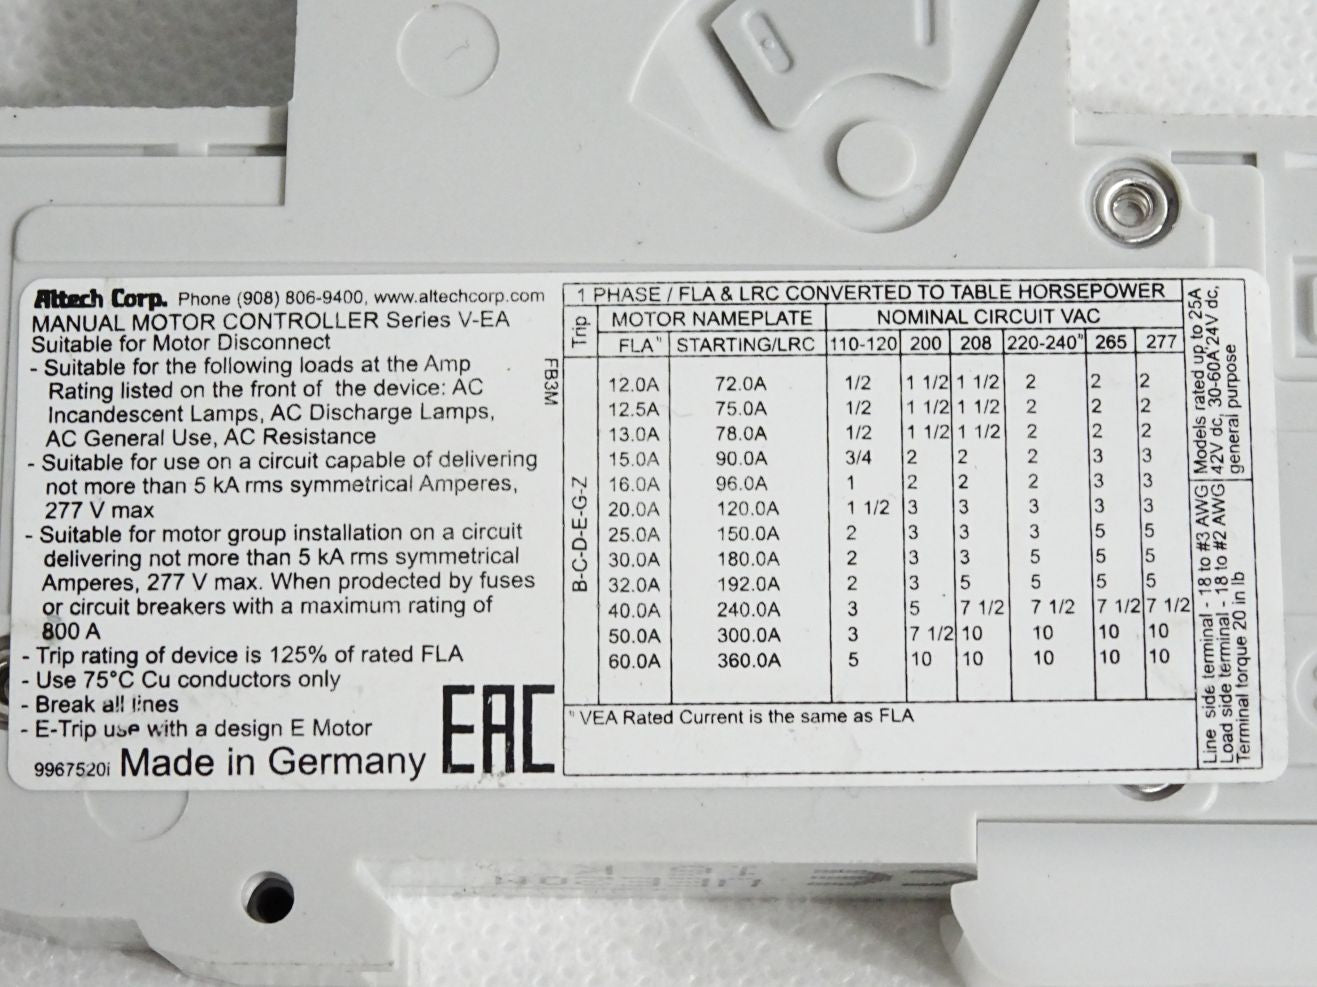 Altech Corp. Phone (908) 806-9400, www.altechcorp.com
MANUAL MOTOR CONTROLLER Series V-EA
Suitable for Motor Disconnect
- Suitable for the following loads at the Amp
Rating listed on the front of the device: AC
Incandescent Lamps, AC Discharge Lamps,
AC General Use, AC Resistance
- Suitable for use on a circuit capable of delivering
not more than 5 kA rms symmetrical Amperes,
277 V max
- Suitable for motor group installation on a circuit
delivering not more than 5 kA rms symmetrical
Amperes, 277 V max. When prodected by fuses
or circuit breakers with a maximum rating of
800 A
- Trip rating of device is 125% of rated FLA
- Use 75°C Cu conductors only
- Break all lines
- E-Trip use with a design E Motor
9967520i Made in Germany
EAC
FB3M
1 PHASE / FLA & LRC CONVERTED TO TABLE HORSEPOWER
Trip MOTOR NAMEPLATE NOMINAL CIRCUIT VAC
FLA" STARTING/LRC 110-120 200 208 220-240" 265 277
B-C-D-E-G-Z
12.0A 72.0A 1/2 1 1/2 1 1/2 2 2 2
12.5A 75.0A 1/2 1 1/2 1 1/2 2 2 2
13.0A 78.0A 1/2 1 1/2 1 1/2 2 2 2
15.0A 90.0A 3/4 2 2 2 3 3
16.0A 96.0A 1 2 2 2 3 3
20.0A 120.0A 1 1/2 3 3 3 3 3
25.0A 150.0A 2 3 3 3 5 5
30.0A 180.0A 2 3 3 5 5 5
32.0A 192.0A 2 3 5 5 5 5
40.0A 240.0A 3 5 7 1/2 7 1/2 7 1/2 7 1/2
50.0A 300.0A 3 7 1/2 10 10 10 10
60.0A 360.0A 5 10 10 10 10 10
" VEA Rated Current is the same as FLA
Models rated up to 25A
42V dc, 30-60A 24V dc,
general purpose
Line side terminal - 18 to #3 AWG
Load side terminal - 18 to #2 AWG
Terminal torque 20 in lb